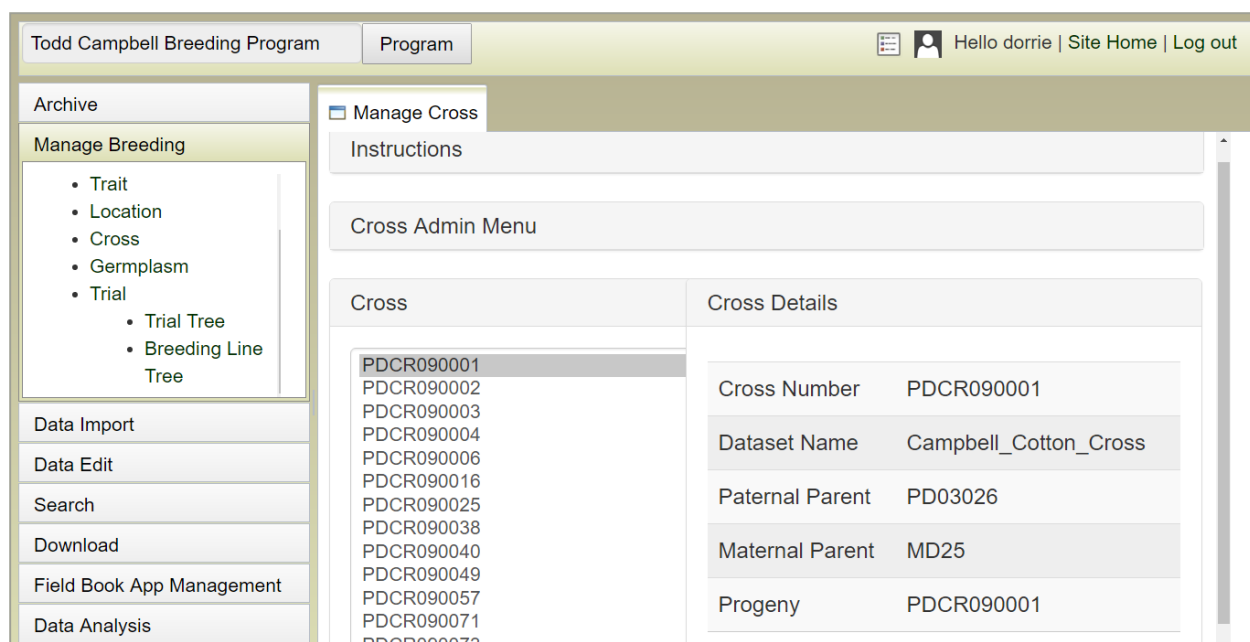 Todd Campbell Breeding Program
Program
Hello dorrie | Site Home | Log out
Archive
Manage Breeding
Trait
Location
Cross
Germplasm
Trial
Trial Tree
Breeding Line
Tree
Data Import
Data Edit
Search
Download
Field Book App Management
Data Analysis
Manage Cross
Instructions
Cross Admin Menu
Cross
PDCR090001
PDCR090002
PDCR090003
PDCR090004
PDCR090006
PDCR090016
PDCR090025
PDCR090038
PDCR090040
PDCR090049
PDCR090057
PDCR090071
Cross Details
Cross Number PDCR090001
Dataset Name Campbell_Cotton_Cross
Paternal Parent PD03026
Maternal Parent MD25
Progeny PDCR090001